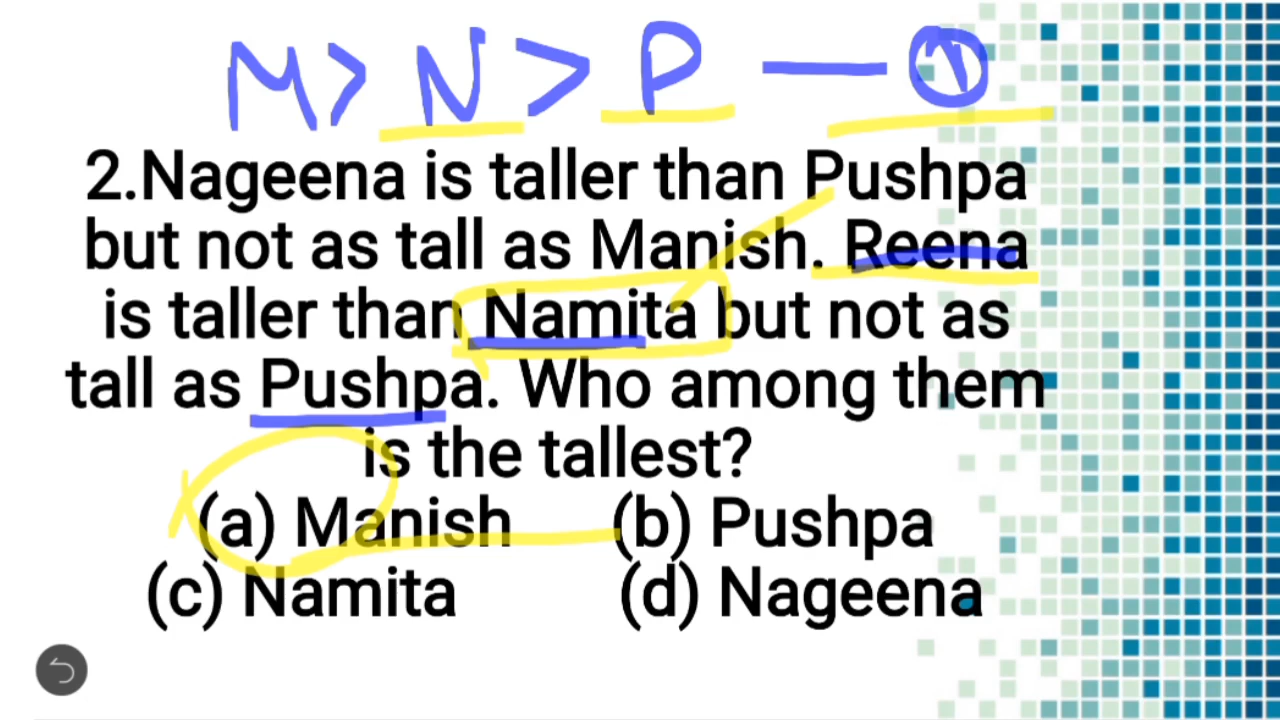 M > N > P — 1
2.Nageena is taller than Pushpa
but not as tall as Manish. Reena
is taller than Namita but not as
tall as Pushpa. Who among them
is the tallest?
(a) Manish (b) Pushpa
(c) Namita (d) Nageena